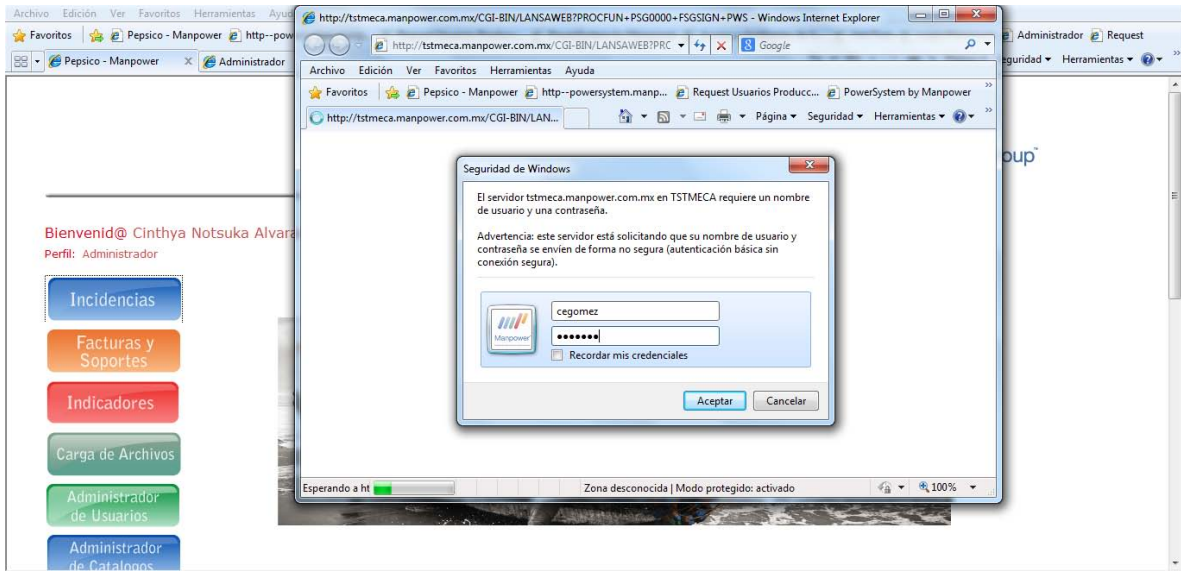 Archivo Edición Ver Favoritos Herramientas Ayud
Favoritos Pepsico - Manpower http--pow
Pepsico - Manpower Administrador
Administrador Request
Herramientas
oup™
Bienvenid@ Cinthya Notsuka Alvara
Perfil: Administrador
Incidencias
Facturas y
Soportes
Indicadores
Carga de Archivos
Administrador
de Usuarios
Administrador
de Catalogos
http://tstmeca.manpower.com.mx/CGI-BIN/LANSAWEB?PROCFUN+PSG0000+FSGSIGN+PWS - Windows Internet Explorer
http://tstmeca.manpower.com.mx/CGI-BIN/LANSAWEB?PRC
Google
Archivo Edición Ver Favoritos Herramientas Ayuda
Favoritos Pepsico - Manpower http--powersystem.manp... Request Usuarios Producc... PowerSystem by Manpower
http://tstmeca.manpower.com.mx/CGI-BIN/LAN... Página Seguridad Herramientas
Seguridad de Windows
El servidor tstmeca.manpower.com.mx en TSTMECA requiere un nombre
de usuario y una contraseña.
Advertencia: este servidor está solicitando que su nombre de usuario y
contraseña se envíen de forma no segura (autenticación básica sin
conexión segura).
Manpower
cegomez
•••••••
Recordar mis credenciales
Aceptar Cancelar
Esperando a ht Zona desconocida | Modo protegido: activado 100%